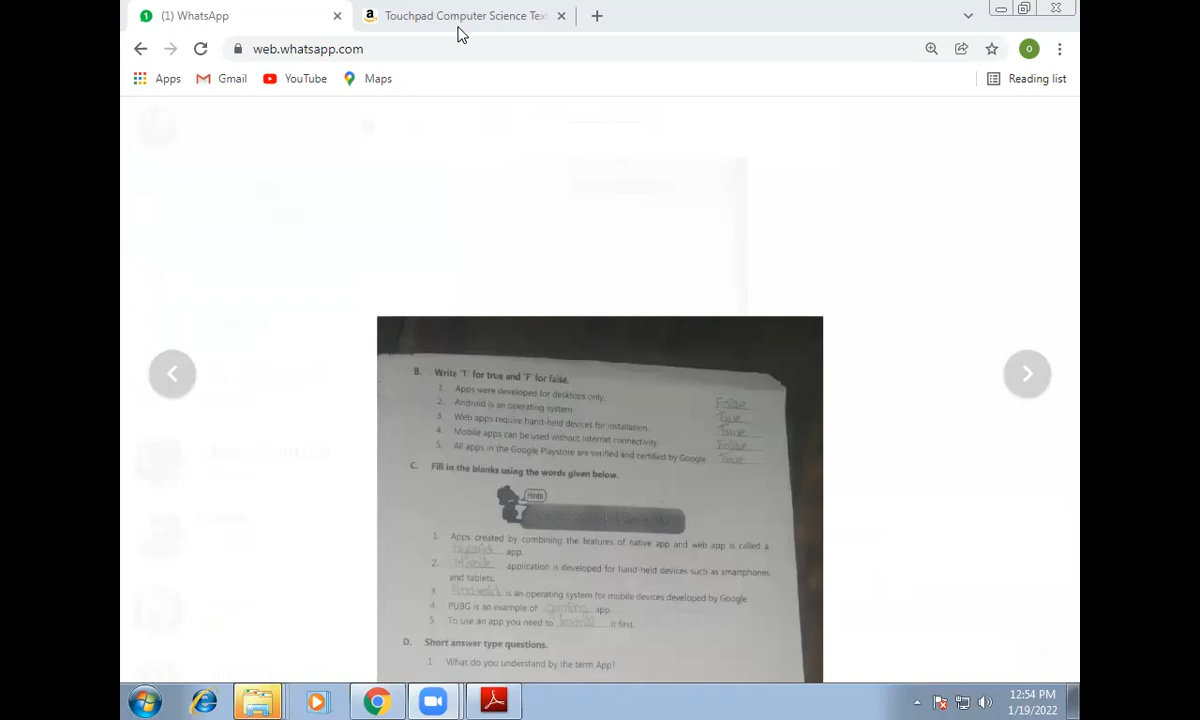 (1) WhatsApp
Touchpad Computer Science Tex
web.whatsapp.com
Apps
Gmail
YouTube
Maps
Reading list
B. Write 'T' for true and 'F' for false.
1. Apps were developed for desktops only. False
2. Android is an operating system. True
3. Web apps require hand-held devices for installation. True
4. Mobile apps can be used without internet connectivity. False
5. All apps in the Google Playstore are verified and certified by Google. True
C. Fill in the blanks using the words given below.
Hints
1. Apps created by combining the features of native app and web app is called a
app.
2. application is developed for hand-held devices such as smartphones
and tablets.
3 is an operating system for mobile devices developed by Google.
4 PUBG is an example of gaming app.
5 To use an app you need to it first.
D. Short answer type questions.
1 What do you understand by the term App?
12:54 PM
1/19/2022